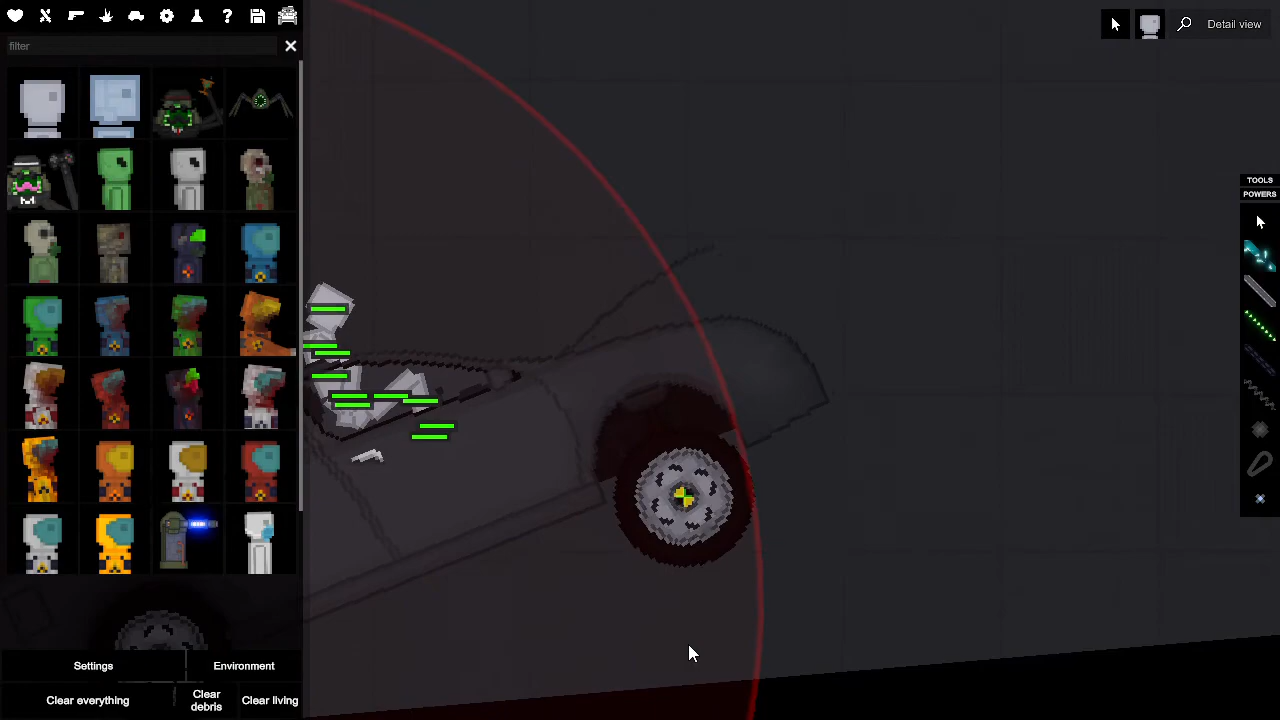 Detail view
filter
TOOLS
POWERS
Settings
Environment
Clear everything
Clear
debris
Clear living